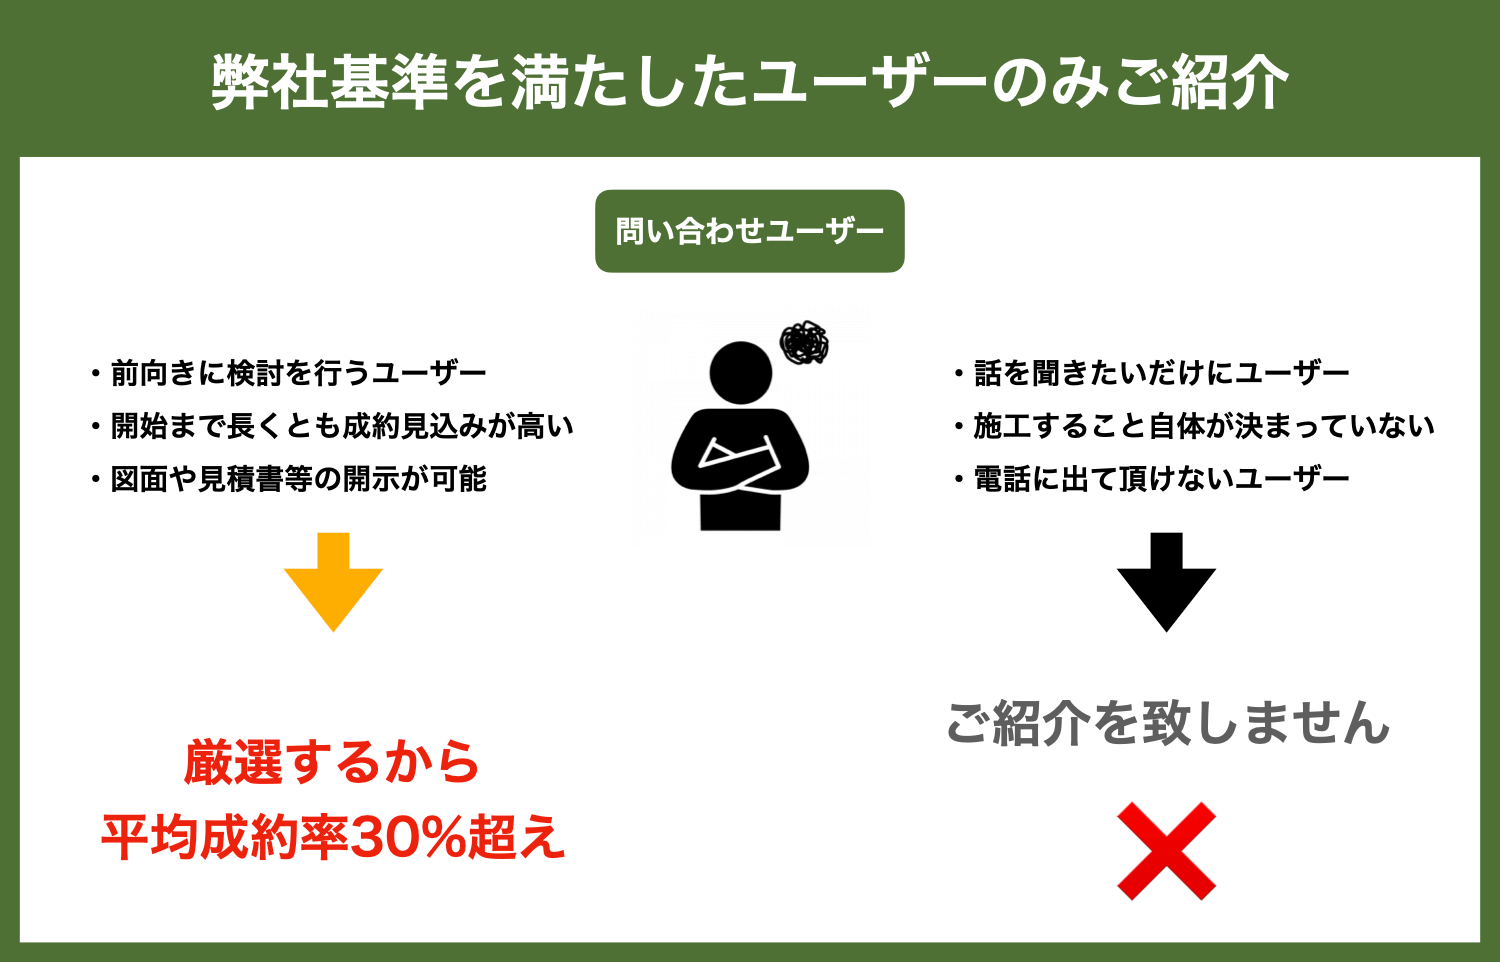 弊社基準を満たしたユーザーのみご紹介
問い合わせユーザー
・前向きに検討を行うユーザー
・開始まで長くとも成約見込みが高い
・図面や見積書等の開示が可能
・話を聞きたいだけにユーザー
・施工すること自体が決まっていない
・電話に出て頂けないユーザー
厳選するから
平均成約率30%超え
ご紹介を致しません